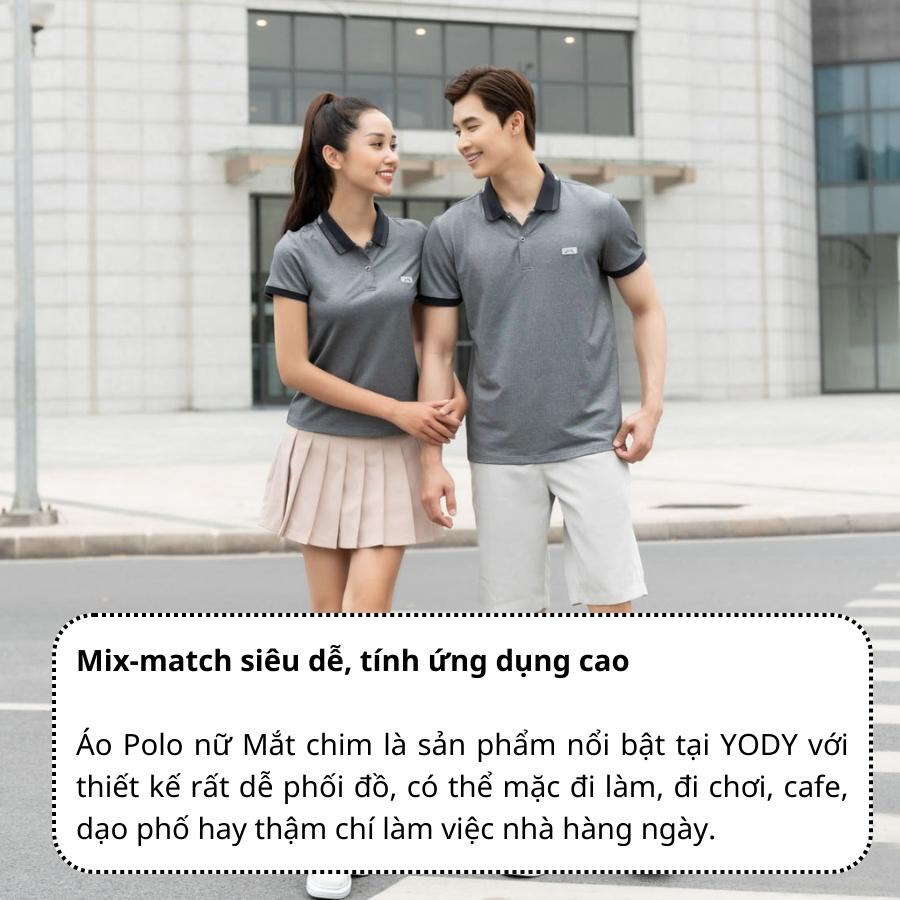 Mix-match siêu dễ, tính ứng dụng cao
Áo Polo nữ Mắt chim là sản phẩm nổi bật tại YODY với
thiết kế rất dễ phối đồ, có thể mặc đi làm, đi chơi, cafe,
dạo phố hay thậm chí làm việc nhà hàng ngày.